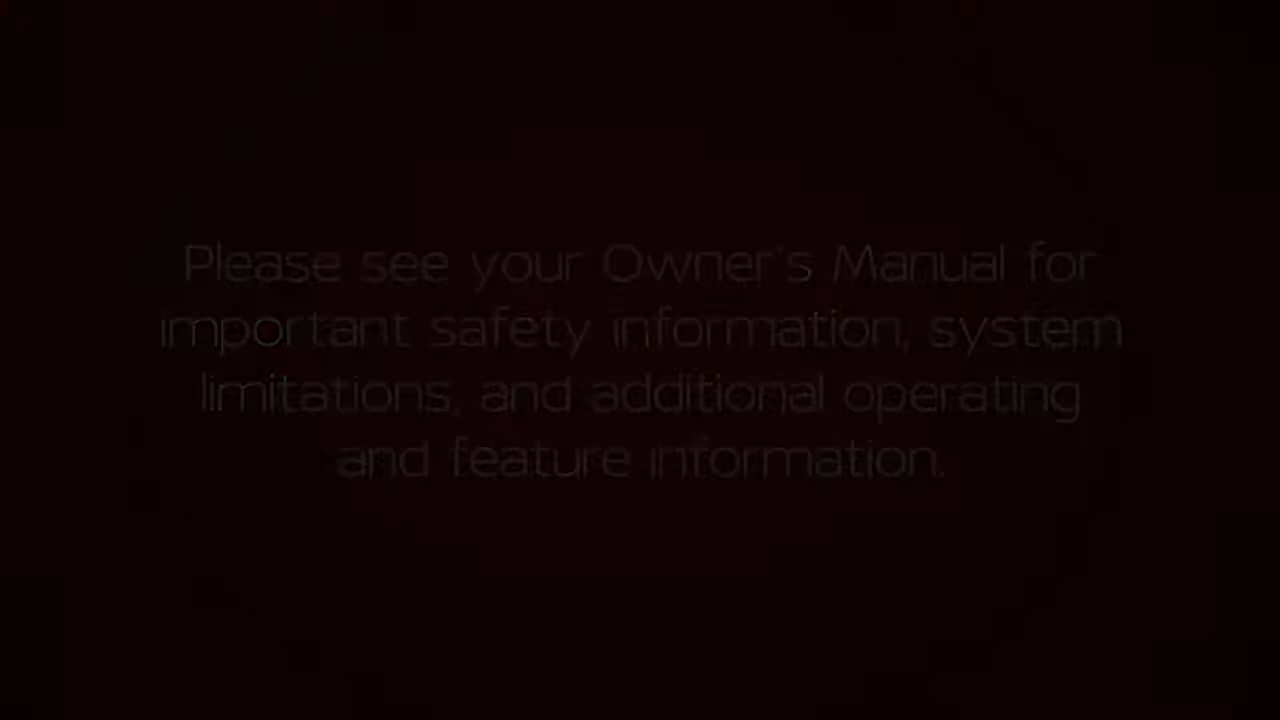 Please see your Owner's Manual for
important safety information, system
limitations, and additional operating
and feature information.